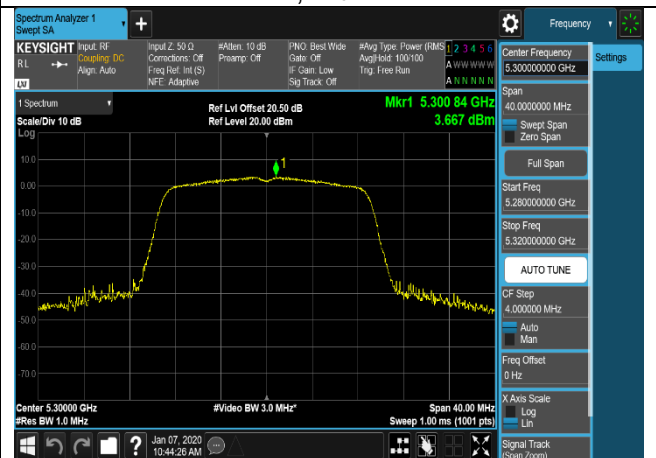 Spectrum Analyzer 1
Swept SA
+
Frequency
KEYSIGHT
RL
Input: RF
Coupling: DC
Align: Auto
Input Z: 50 Ω
Corrections: Off
Freq Ref: Int (S)
NFE: Adaptive
#Atten: 10 dB
Preamp: Off
PNO: Best Wide
Gate: Off
IF Gain: Low
Sig Track: Off
#Avg Type: Power (RMS
Avg|Hold: 100/100
Trig: Free Run
1 2 3 4 5 6
A W W W W W
A N N N N N
LXI
1 Spectrum
Scale/Div 10 dB
Log
Ref Lvl Offset 20.50 dB
Ref Level 20.00 dBm
Mkr1 5.300 84 GHz
3.667 dBm
1
10.0
0.00
-10.0
-20.0
-30.0
-40.0
-50.0
-60.0
-70.0
Center 5.30000 GHz
#Res BW 1.0 MHz
#Video BW 3.0 MHz*
Span 40.00 MHz
Sweep 1.00 ms (1001 pts)
Jan 07, 2020
10:44:26 AM
?
Center Frequency
5.300000000 GHz
Settings
Span
40.0000000 MHz
Swept Span
Zero Span
Full Span
Start Freq
5.280000000 GHz
Stop Freq
5.320000000 GHz
AUTO TUNE
CF Step
4.000000 MHz
Auto
Man
Freq Offset
0 Hz
X Axis Scale
Log
Lin
Signal Track
(Span Zoom)